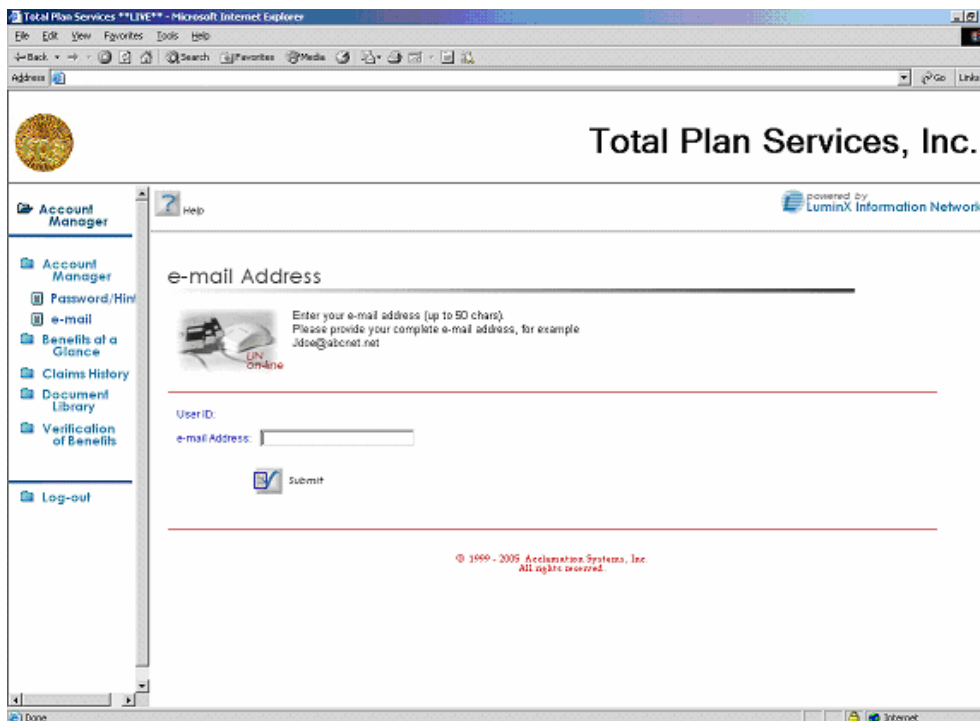 Total Plan Services **LIVE** - Microsoft Internet Explorer
File Edit View Favorites Tools Help
Back Search Favorites Media
Address Go Links
Total Plan Services, Inc.
Account
Manager
Help
powered by
LuminX Information Network
Account
Manager
Password/Hint
e-mail
Benefits at a
Glance
Claims History
Document
Library
Verification
of Benefits
Log-out
e-mail Address
Enter your e-mail address (up to 50 chars).
Please provide your complete e-mail address, for example
Jdoe@abcnet.net
LIN
on-line
User ID:
e-mail Address:
Submit
© 1999 - 2005 Acclamation Systems, Inc.
All rights reserved.
Done Internet